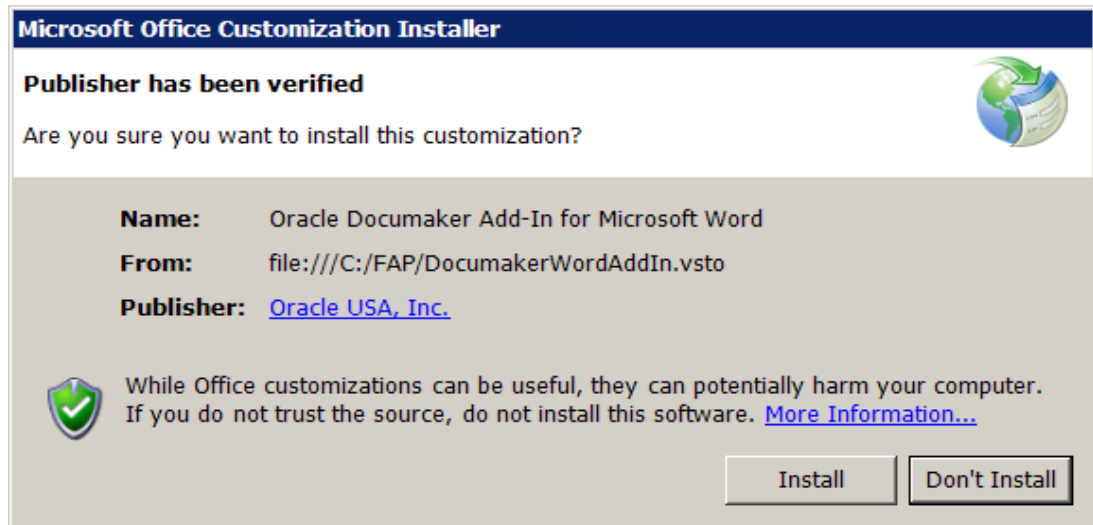 Microsoft Office Customization Installer
Publisher has been verified
Are you sure you want to install this customization?
Name: Oracle Documaker Add-In for Microsoft Word
From: file:///C:/FAP/DocumakerWordAddIn.vsto
Publisher: Oracle USA, Inc.
While Office customizations can be useful, they can potentially harm your computer.
If you do not trust the source, do not install this software. More Information...
Install Don't Install